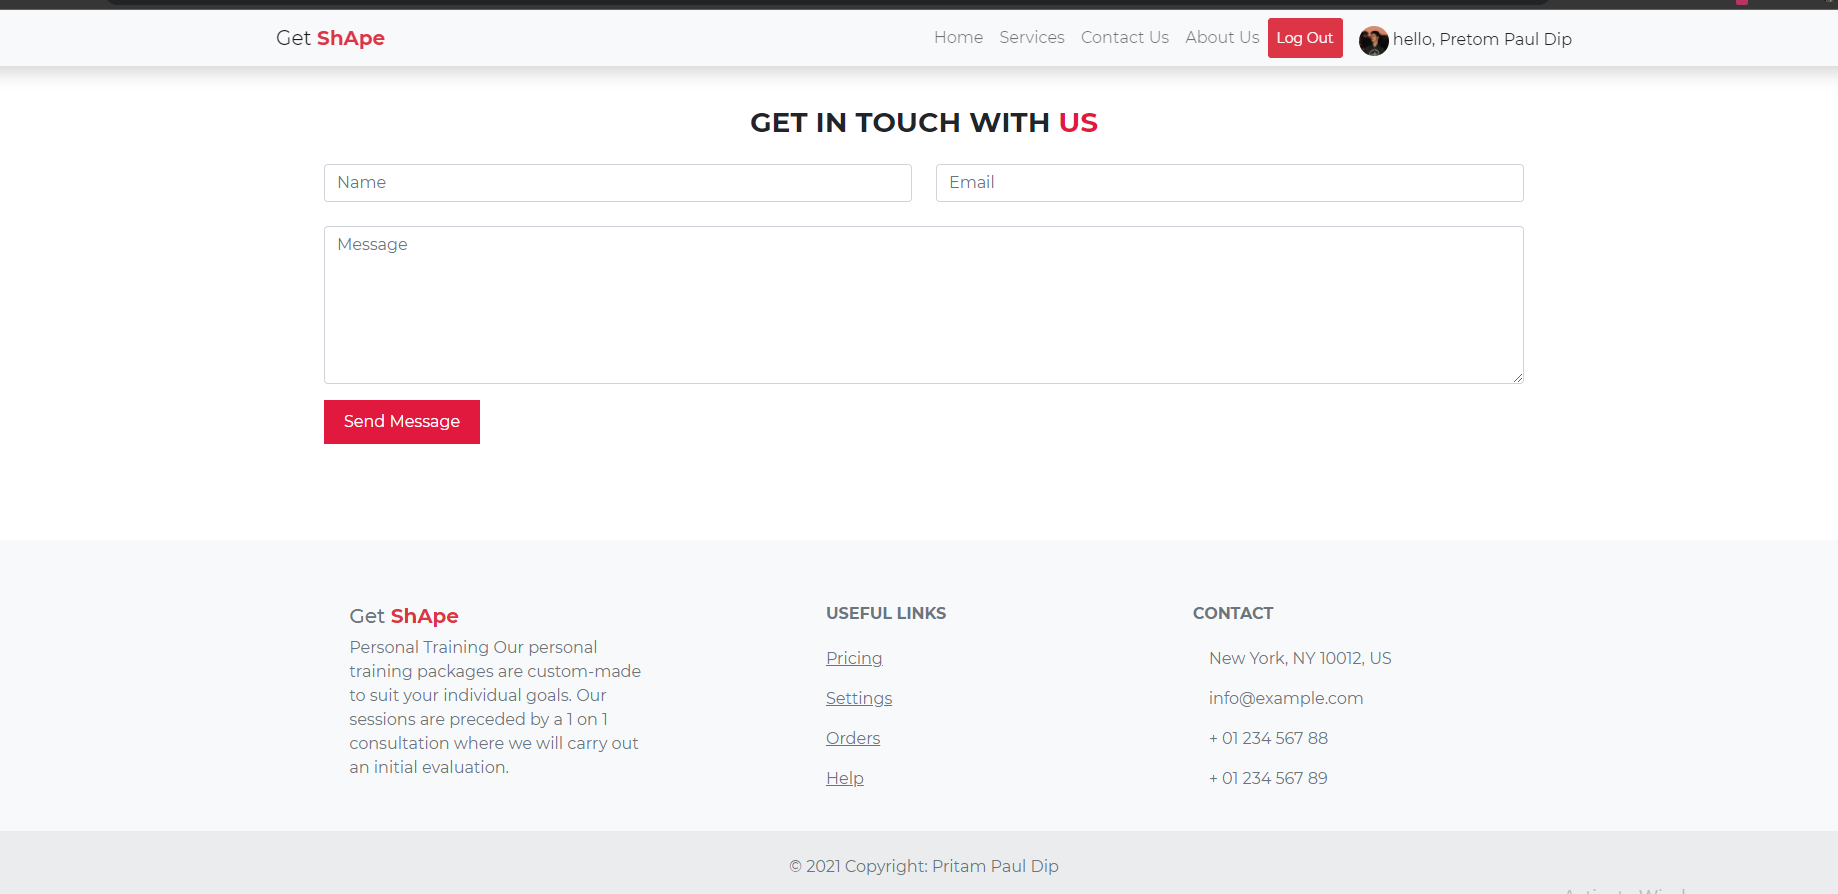 Get ShApe
Home Services Contact Us About Us Log Out hello, Pretom Paul Dip
GET IN TOUCH WITH US
Name
Email
Message
Send Message
Get ShApe
Personal Training Our personal
training packages are custom-made
to suit your individual goals. Our
sessions are preceded by a 1 on 1
consultation where we will carry out
an initial evaluation.
USEFUL LINKS
Pricing
Settings
Orders
Help
CONTACT
New York, NY 10012, US
info@example.com
+ 01 234 567 88
+ 01 234 567 89
© 2021 Copyright: Pritam Paul Dip